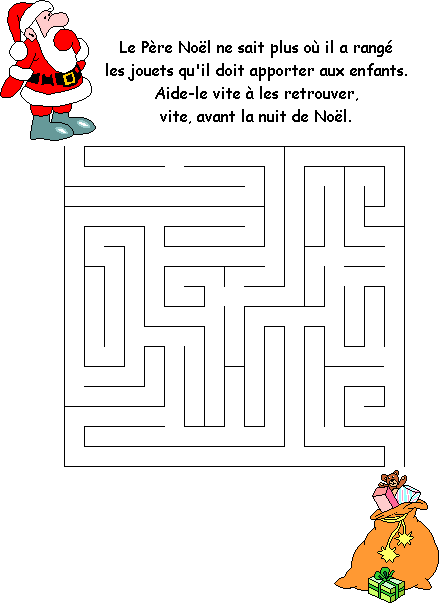 Le Père Noël ne sait plus où il a rangé
les jouets qu'il doit apporter aux enfants.
Aide-le vite à les retrouver,
vite, avant la nuit de Noël.